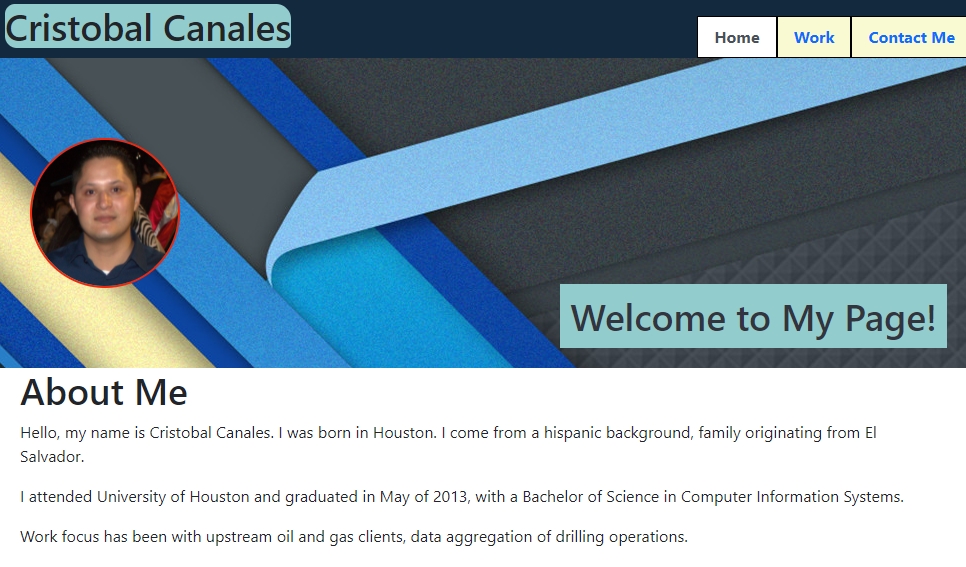 Cristobal Canales
Home
Work
Contact Me
Welcome to My Page!
About Me
Hello, my name is Cristobal Canales. I was born in Houston. I come from a hispanic background, family originating from El
Salvador.
I attended University of Houston and graduated in May of 2013, with a Bachelor of Science in Computer Information Systems.
Work focus has been with upstream oil and gas clients, data aggregation of drilling operations.